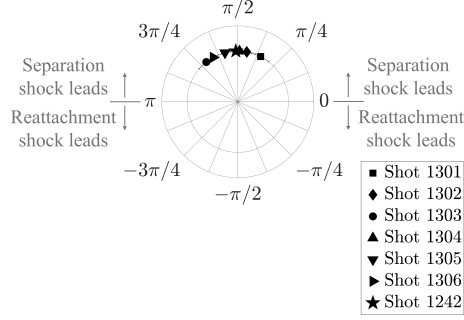 π/2
3π/4
π/4
Separation
shock leads
Separation
shock leads
π
0
Reattachment
shock leads
Reattachment
shock leads
−3π/4
−π/4
−π/2
Shot 1301
Shot 1302
Shot 1303
Shot 1304
Shot 1305
Shot 1306
Shot 1242